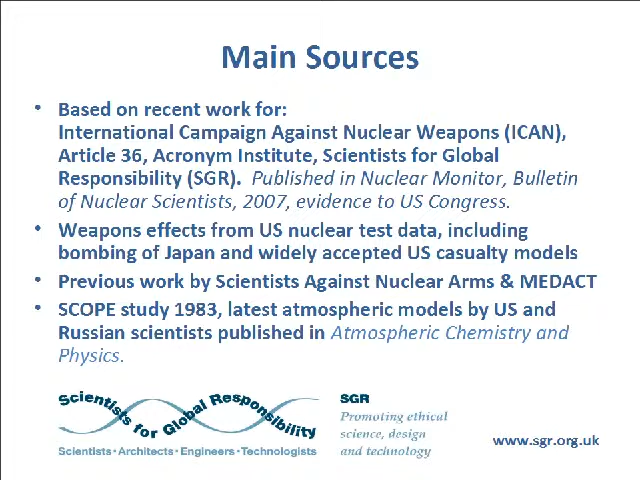 Main Sources
• Based on recent work for:
International Campaign Against Nuclear Weapons (ICAN),
Article 36, Acronym Institute, Scientists for Global
Responsibility (SGR). Published in Nuclear Monitor, Bulletin
of Nuclear Scientists, 2007, evidence to US Congress.
• Weapons effects from US nuclear test data, including
bombing of Japan and widely accepted US casualty models
• Previous work by Scientists Against Nuclear Arms & MEDACT
• SCOPE study 1983, latest atmospheric models by US and
Russian scientists published in Atmospheric Chemistry and
Physics.
Scientists for Global Responsibility
Scientists • Architects • Engineers • Technologists
SGR
Promoting ethical
science, design
and technology
www.sgr.org.uk